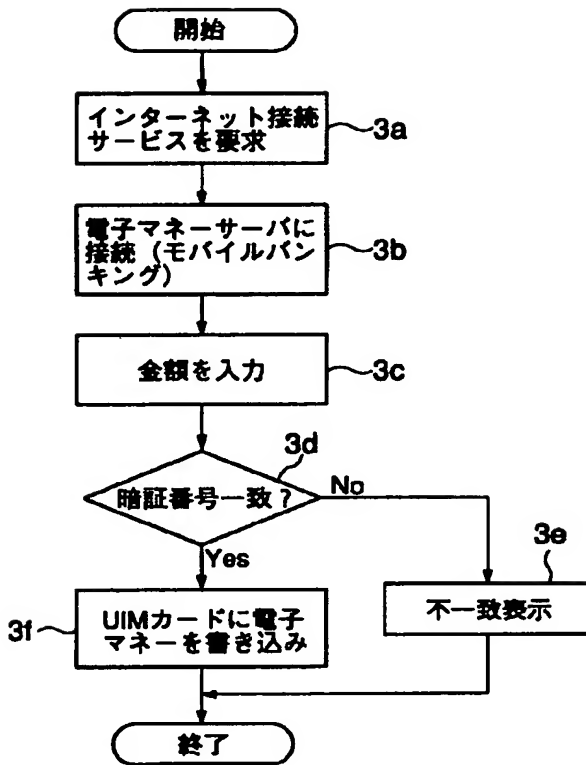 開始
インターネット接続
サービスを要求
3a
電子マネーサーバに
接続（モバイルバン
キング）
3b
金額を入力
3c
3d
暗証番号一致？
No
Yes
3e
3f
UIMカードに電子
マネーを書き込み
不一致表示
終了